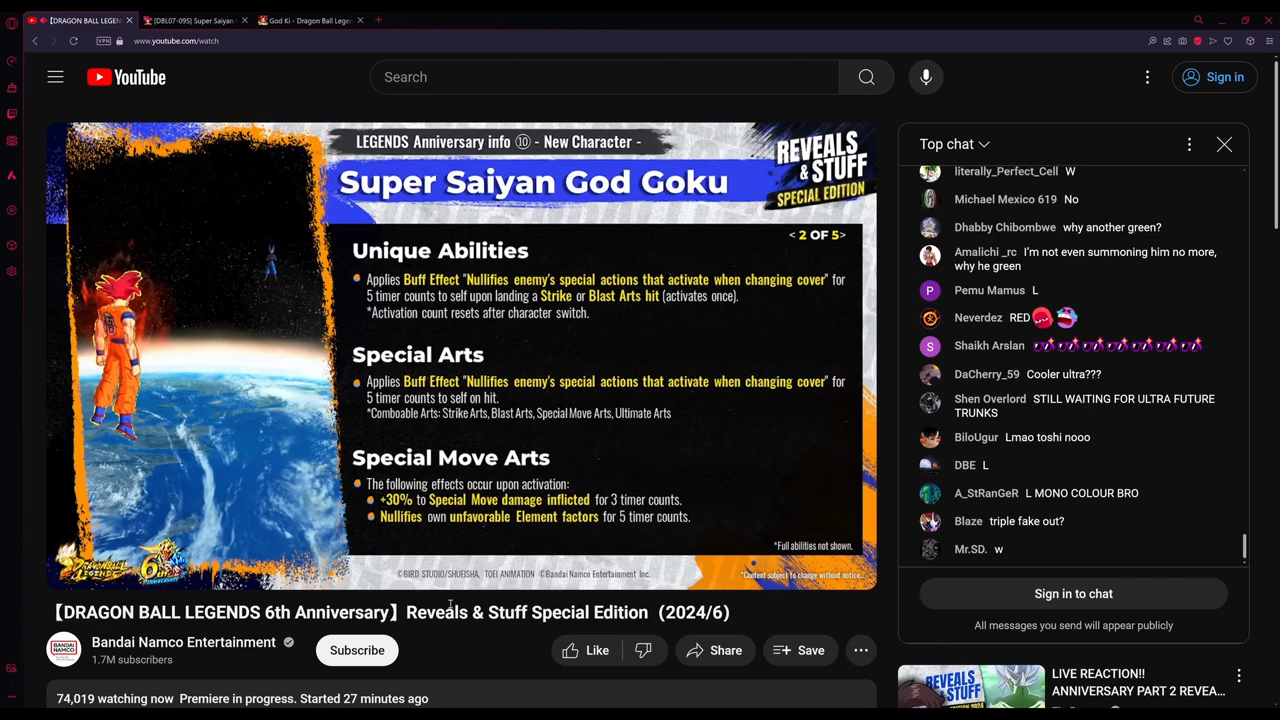 【DRAGON BALL LEGEN
[DBL07-09S] Super Saiyan
God Ki - Dragon Ball Legen
VPN
www.youtube.com/watch
YouTube
Search
Sign in
LEGENDS Anniversary info ⑩ - New Character -
REVEALS
& STUFF
SPECIAL EDITION
Super Saiyan God Goku
< 2 OF 5>
Unique Abilities
Applies Buff Effect "Nullifies enemy's special actions that activate when changing cover" for
5 timer counts to self upon landing a Strike or Blast Arts hit (activates once).
*Activation count resets after character switch.
Special Arts
Applies Buff Effect "Nullifies enemy's special actions that activate when changing cover" for
5 timer counts to self on hit.
*Comboable Arts: Strike Arts, Blast Arts, Special Move Arts, Ultimate Arts
Special Move Arts
The following effects occur upon activation:
+30% to Special Move damage inflicted for 3 timer counts.
Nullifies own unfavorable Element factors for 5 timer counts.
*Full abilities not shown.
DRAGONBALL
LEGENDS
6th
ANNIVERSARY
©BIRD STUDIO/SHUEISHA, TOEI ANIMATION ©Bandai Namco Entertainment Inc.
*Content subject to change without notice.
【DRAGON BALL LEGENDS 6th Anniversary】Reveals & Stuff Special Edition（2024/6）
BANDAI
NAMCO
Bandai Namco Entertainment
1.7M subscribers
Subscribe
Like
Share
Save
74,019 watching now Premiere in progress. Started 27 minutes ago
Top chat
literally_Perfect_Cell W
Michael Mexico 619 No
Dhabby Chibombwe why another green?
Amalichi _rc I'm not even summoning him no more,
why he green
P
Pemu Mamus L
Neverdez RED
S
Shaikh Arslan
DaCherry_59 Cooler ultra???
Shen Overlord STILL WAITING FOR ULTRA FUTURE
TRUNKS
BiloUgur Lmao toshi nooo
DBE L
A_StRanGeR L MONO COLOUR BRO
Blaze triple fake out?
Mr.SD. w
Sign in to chat
All messages you send will appear publicly
REVEALS
& STUFF
LIVE REACTION!!
ANNIVERSARY PART 2 REVEA...